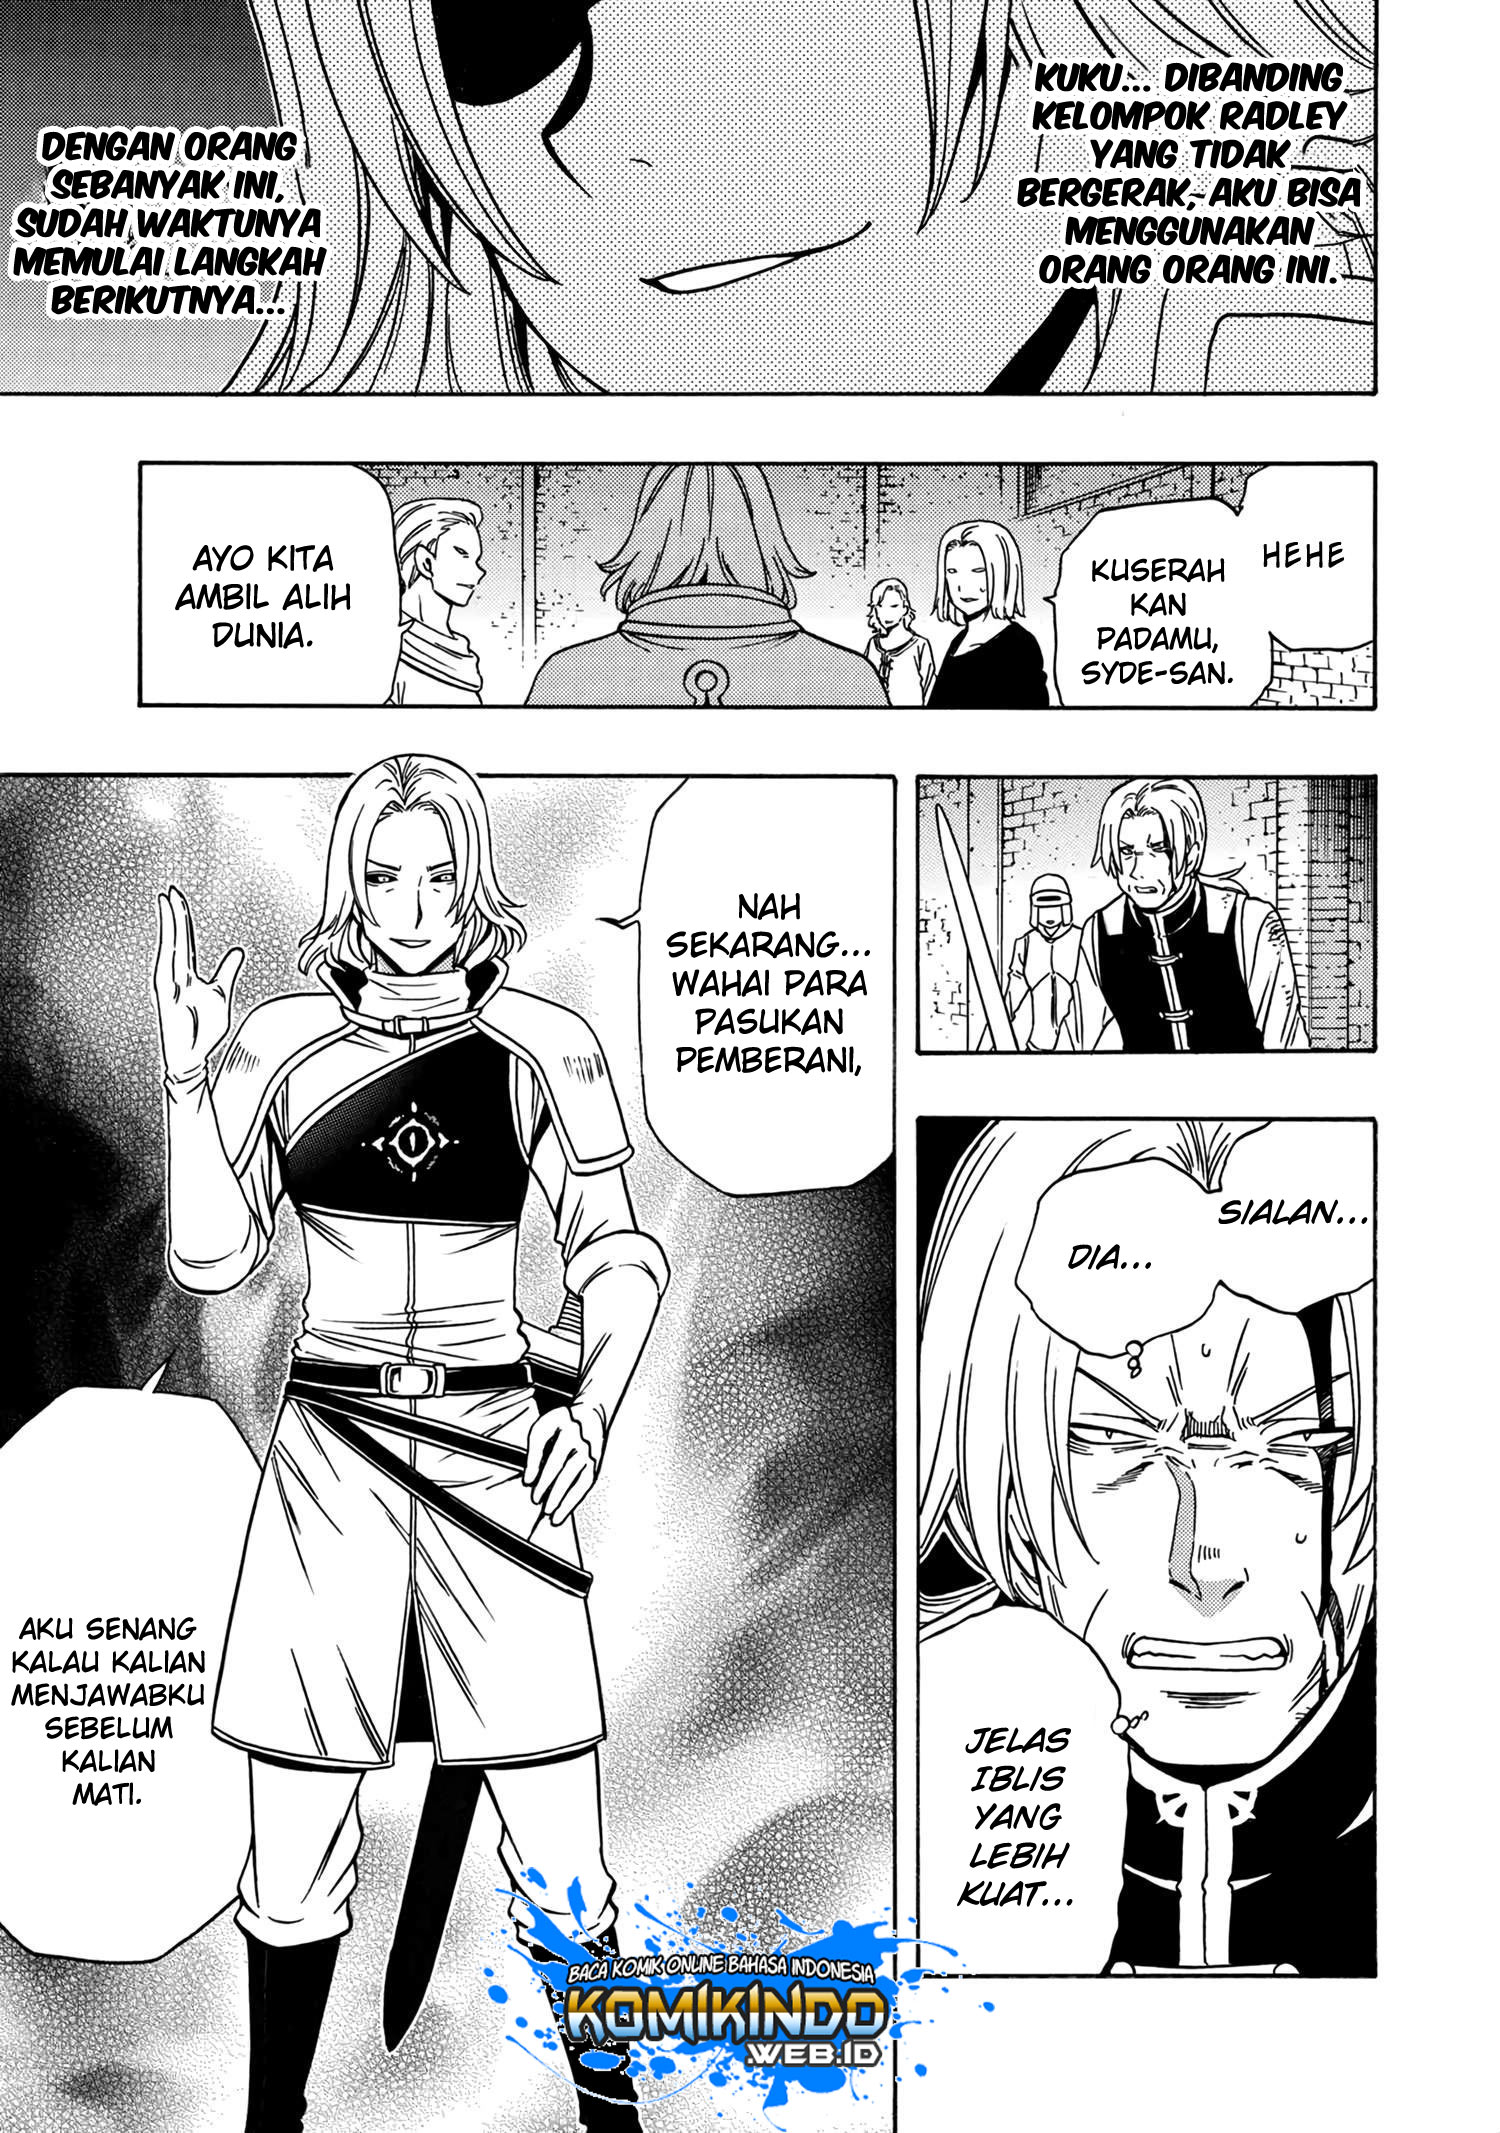 KUKU... DIBANDING
KELOMPOK RADLEY
YANG TIDAK
BERGERAK, AKU BISA
MENGGUNAKAN
ORANG ORANG INI.
DENGAN ORANG
SEBANYAK INI,
SUDAH WAKTUNYA
MEMULAI LANGKAH
BERIKUTNYA...
HEHE
KUSERAH
KAN
PADAMU,
SYDE-SAN.
AYO KITA
AMBIL ALIH
DUNIA.
SIALAN...
DIA...
JELAS
IBLIS
YANG
LEBIH
KUAT...
NAH
SEKARANG...
WAHAI PARA
PASUKAN
PEMBERANI,
AKU SENANG
KALAU KALIAN
MENJAWABKU
SEBELUM
KALIAN
MATI.
BACA KOMIK ONLINE BAHASA INDONESIA
KOMIKINDO
.WEB.ID